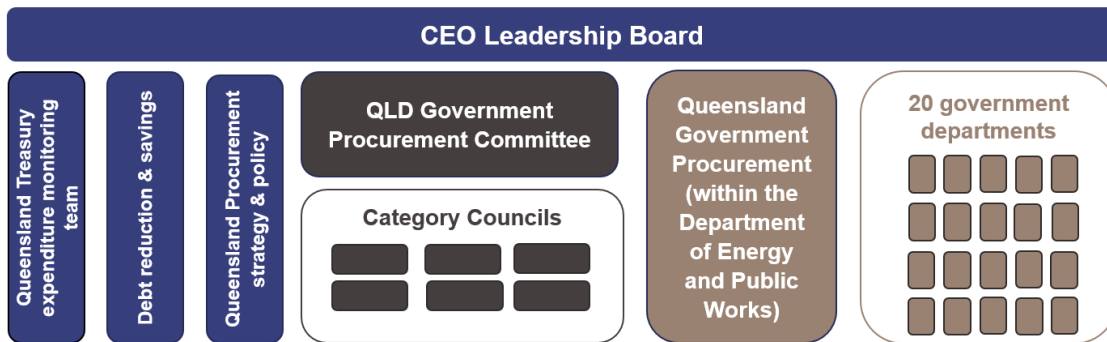 CEO Leadership Board
Queensland Treasury
expenditure monitoring
team
Debt reduction & savings
Queensland Procurement
strategy & policy
QLD Government
Procurement Committee
Category Councils
Queensland
Government
Procurement
(within the
Department
of Energy
and Public
Works)
20 government
departments